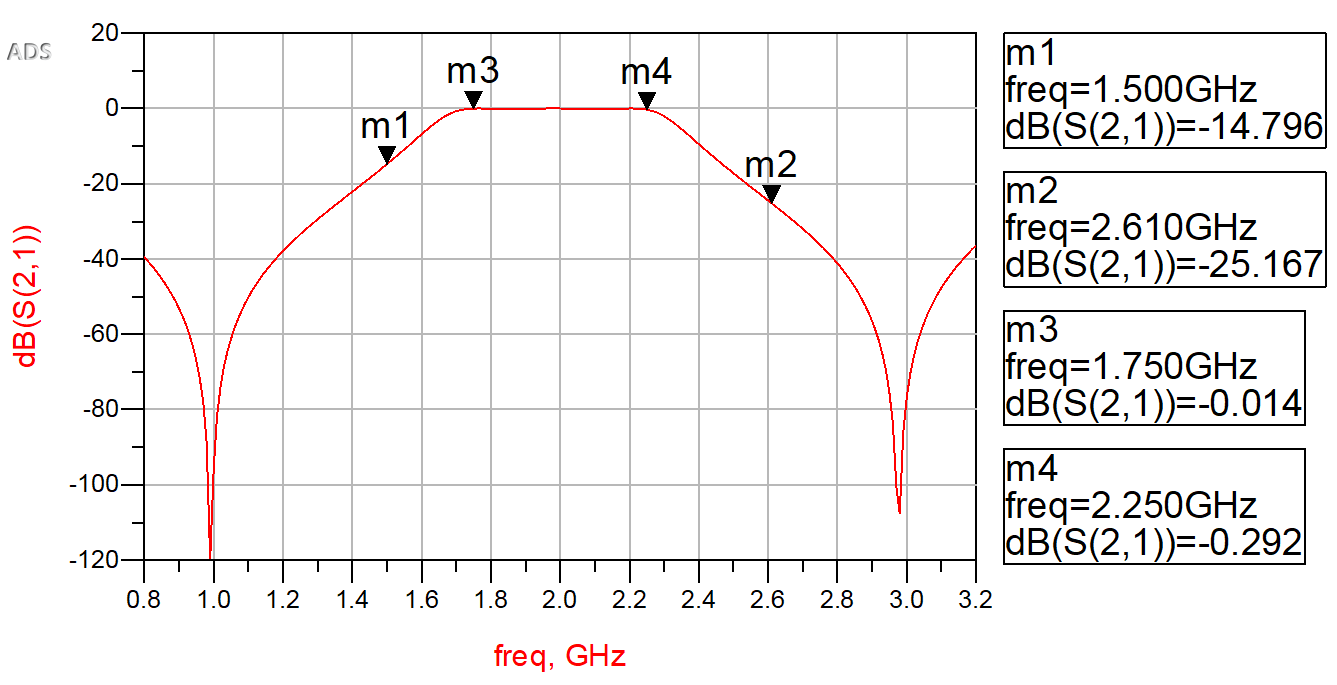 ADS
20
0
-20
-40
-60
-80
-100
-120
dB(S(2,1))
0.8 1.0 1.2 1.4 1.6 1.8 2.0 2.2 2.4 2.6 2.8 3.0 3.2
freq, GHz
m1
m3
m4
m2
m1
freq=1.500GHz
dB(S(2,1))=-14.796
m2
freq=2.610GHz
dB(S(2,1))=-25.167
m3
freq=1.750GHz
dB(S(2,1))=-0.014
m4
freq=2.250GHz
dB(S(2,1))=-0.292